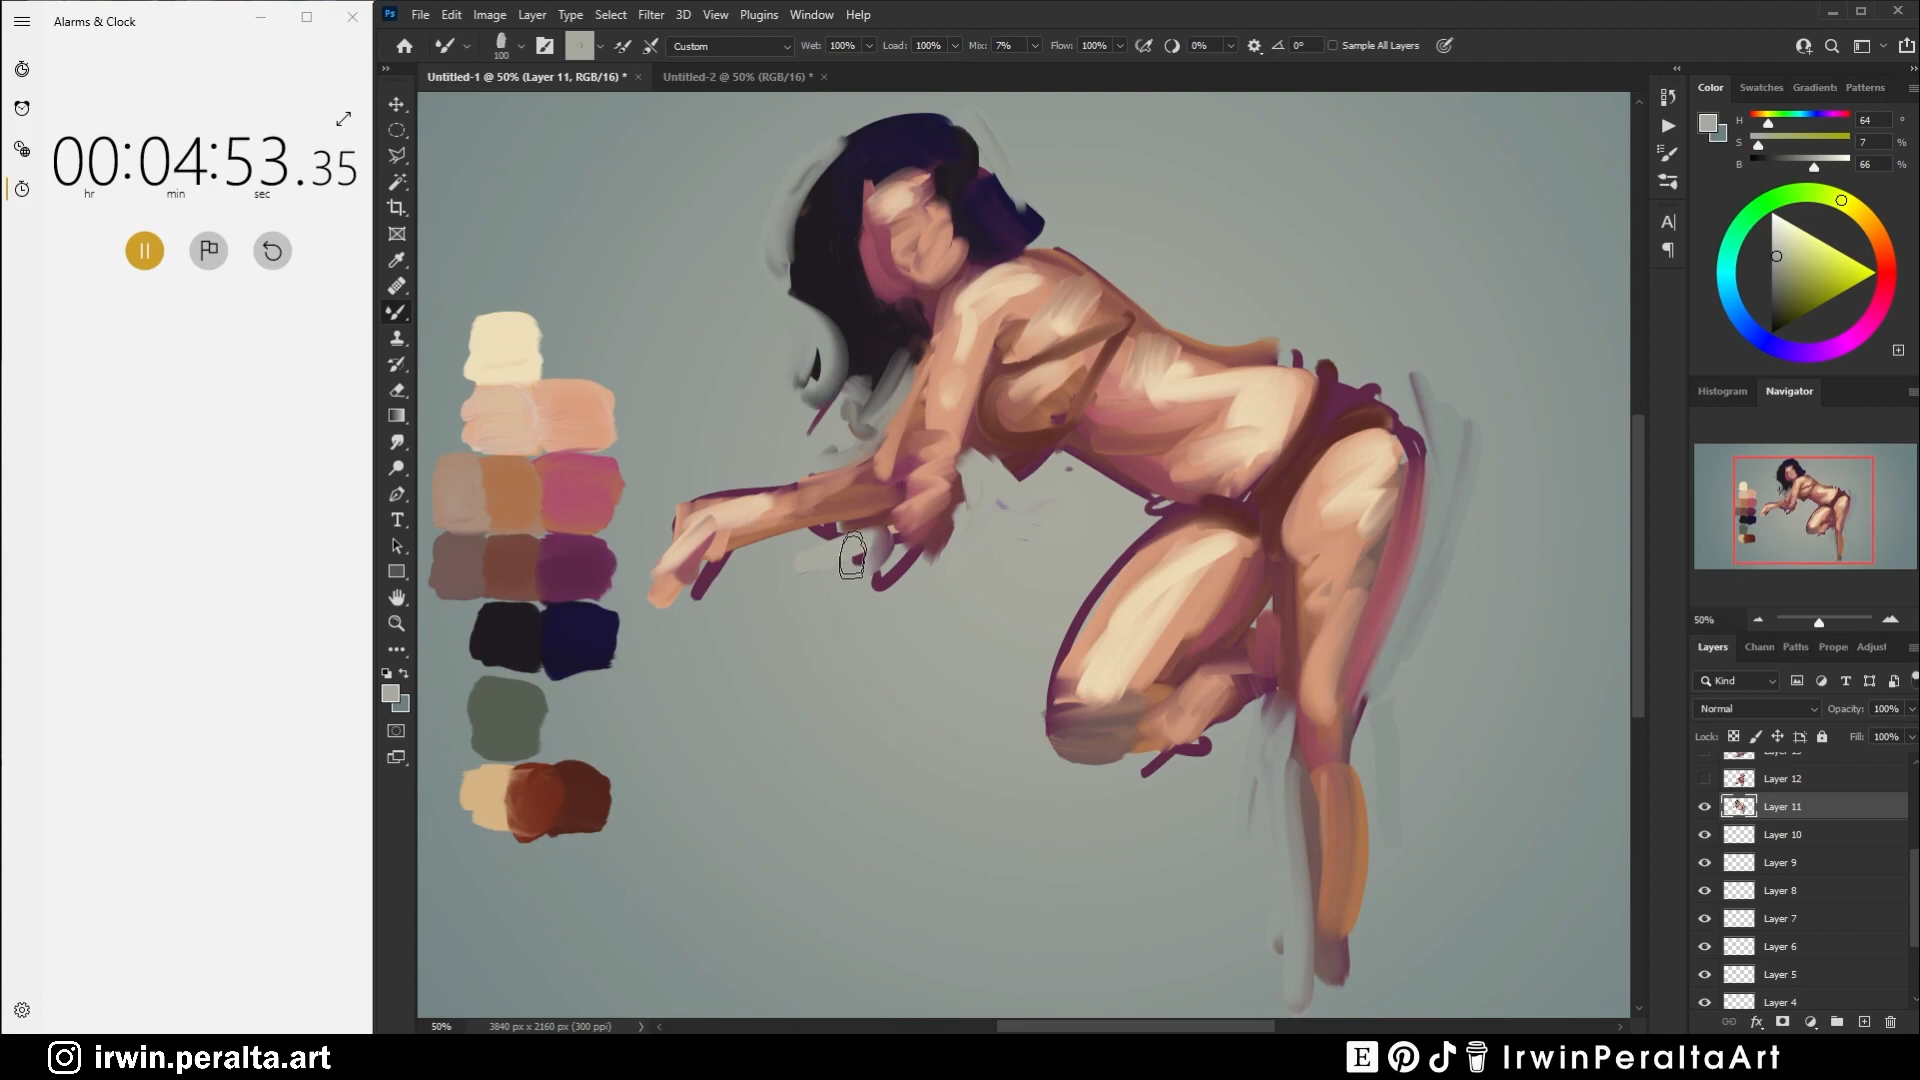 Alarms & Clock
00:04:53.35
hr min sec
Ps File Edit Image Layer Type Select Filter 3D View Plugins Window Help
100 Custom Wet: 100% Load: 100% Mix: 7% Flow: 100% 0% 0° Sample All Layers
Untitled-1 @ 50% (Layer 11, RGB/16) * Untitled-2 @ 50% (RGB/16) *
Color Swatches Gradients Patterns
H 64 °
S 7 %
B 66 %
Histogram Navigator
50%
Layers Chann Paths Prope Adjust
Kind
Normal Opacity: 100%
Lock: Fill: 100%
Layer 12
Layer 11
Layer 10
Layer 9
Layer 8
Layer 7
Layer 6
Layer 5
Layer 4
50% 3840 px x 2160 px (300 ppi)
irwin.peralta.art
E IrwinPeraltaArt